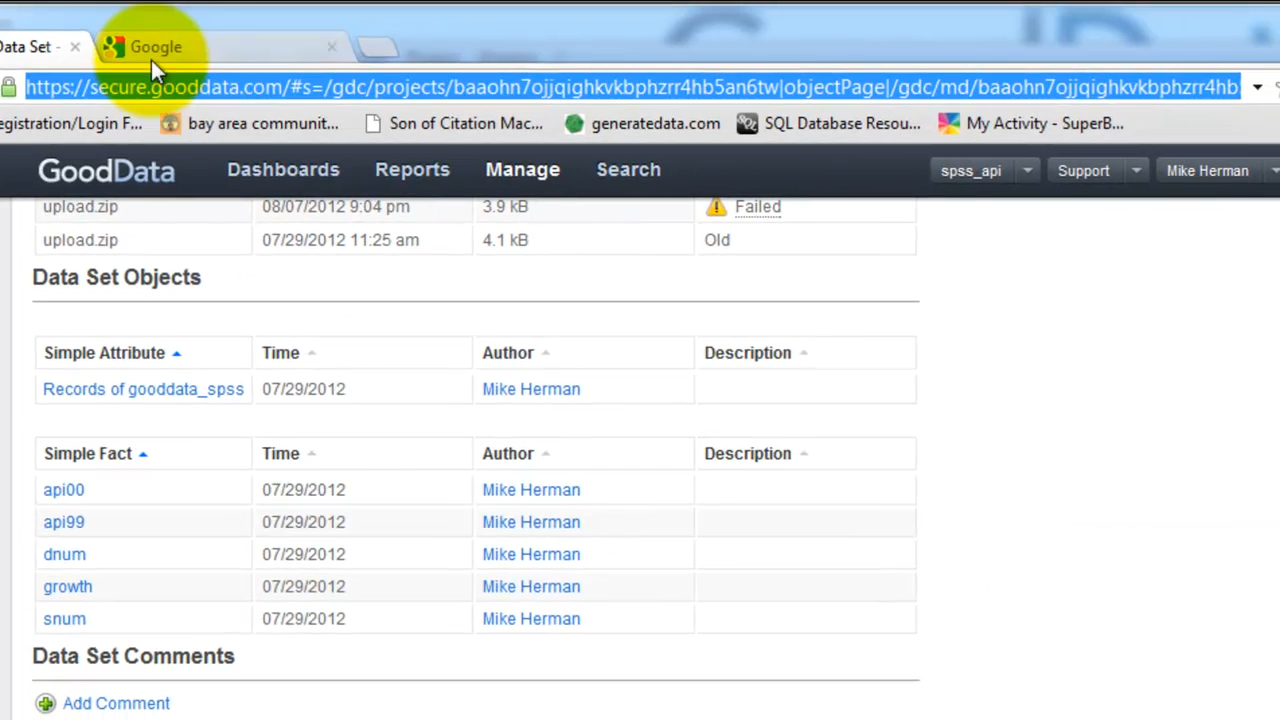 Data Set - Google
https://secure.gooddata.com/#s=/gdc/projects/baaohn7ojjqighkvkbphzrr4hb5an6tw|objectPage|/gdc/md/baaohn7ojjqighkvkbphzrr4hb
egistration/Login F... bay area communit... Son of Citation Mac... generatedata.com SQL Database Resou... My Activity - SuperB...
GoodData Dashboards Reports Manage Search spss_api Support Mike Herman
upload.zip 08/07/2012 9:04 pm 3.9 kB Failed
upload.zip 07/29/2012 11:25 am 4.1 kB Old
Data Set Objects
Simple Attribute Time Author Description
Records of gooddata_spss 07/29/2012 Mike Herman
Simple Fact Time Author Description
api00 07/29/2012 Mike Herman
api99 07/29/2012 Mike Herman
dnum 07/29/2012 Mike Herman
growth 07/29/2012 Mike Herman
snum 07/29/2012 Mike Herman
Data Set Comments
Add Comment